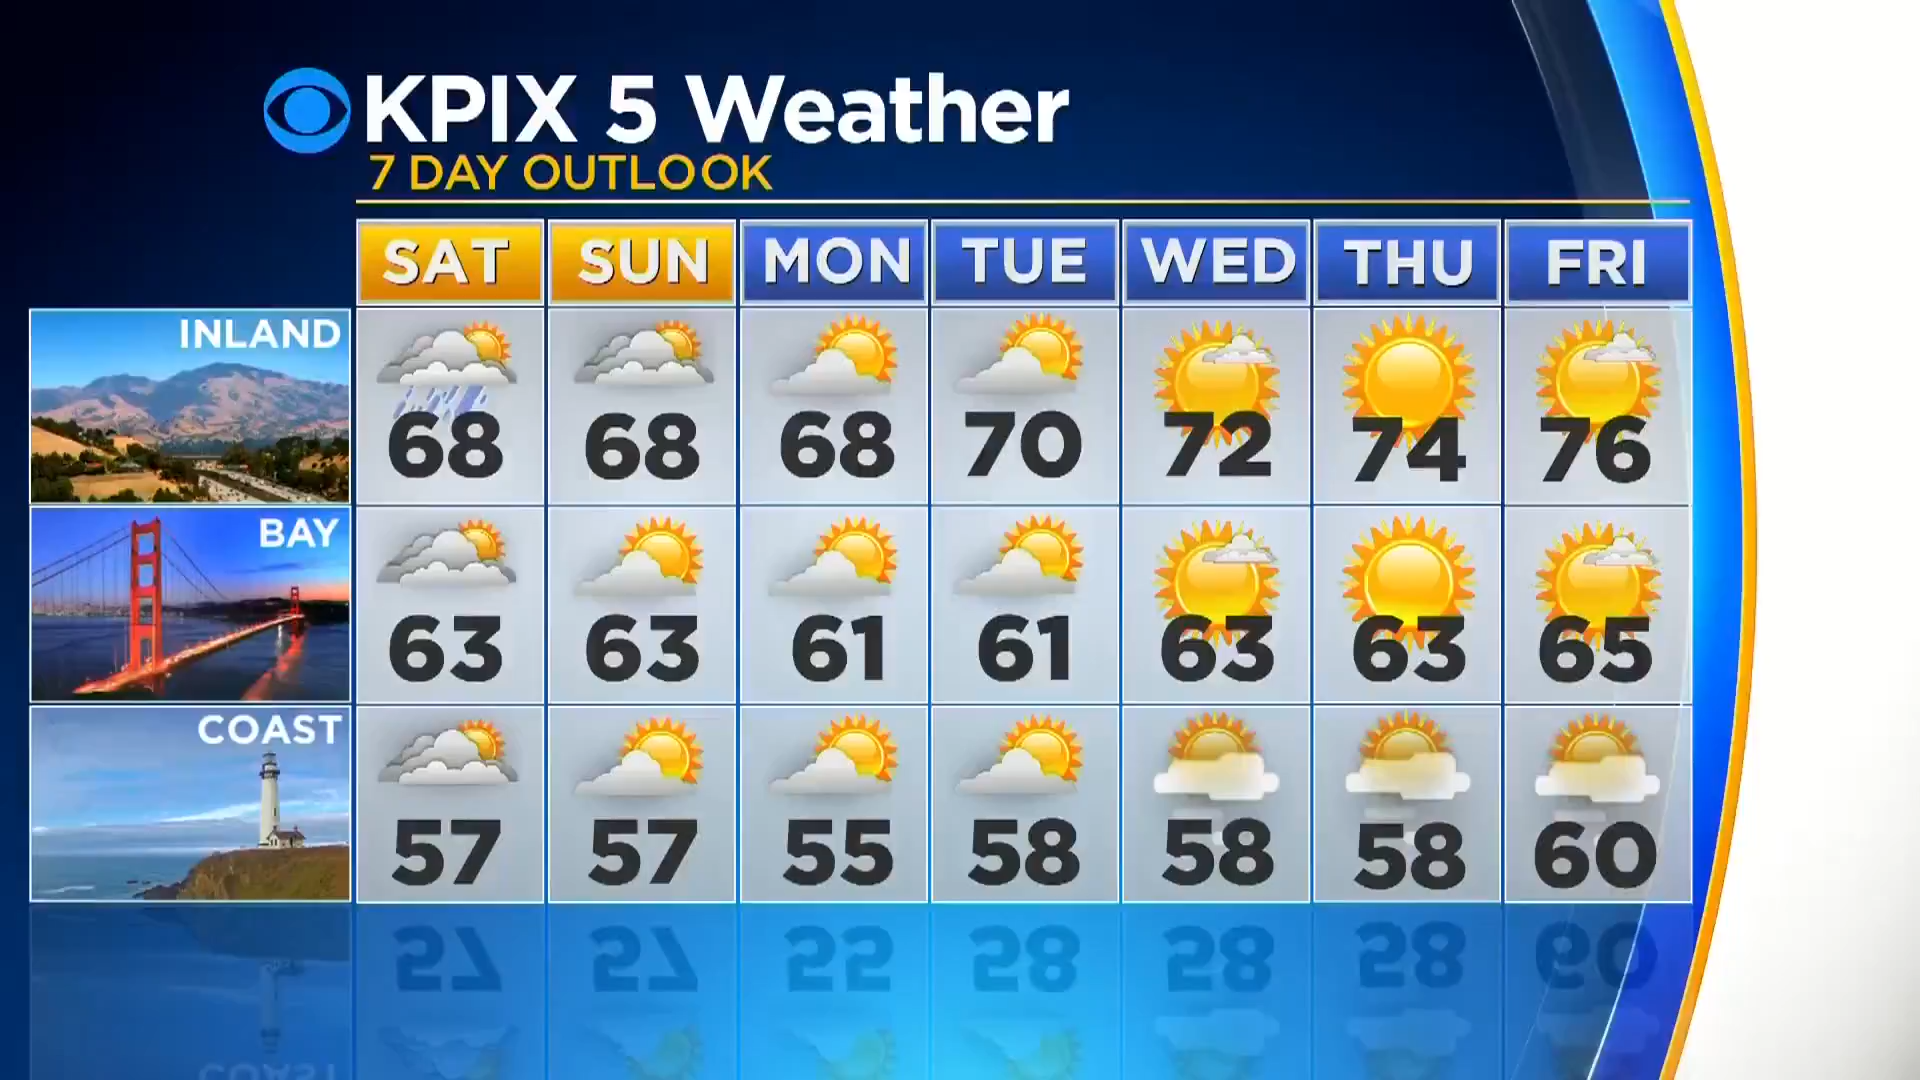 KPIX 5 Weather
7 DAY OUTLOOK
SAT SUN MON TUE WED THU FRI
INLAND
68 68 68 70 72 74 76
BAY
63 63 61 61 63 63 65
COAST
57 57 55 58 58 58 60